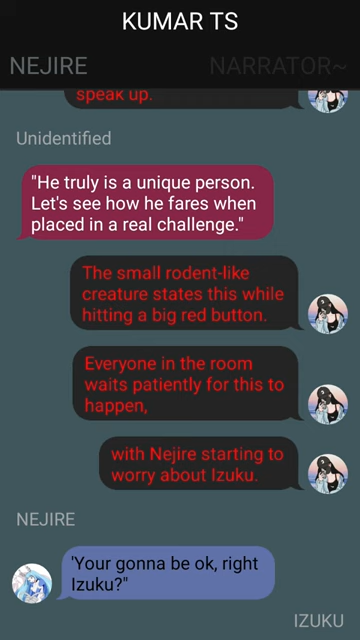 KUMAR TS
NEJIRE
NARRATOR~
speak up.
Unidentified
"He truly is a unique person.
Let's see how he fares when
placed in a real challenge."
The small rodent-like
creature states this while
hitting a big red button.
Everyone in the room
waits patiently for this to
happen,
with Nejire starting to
worry about Izuku.
NEJIRE
'Your gonna be ok, right
Izuku?"
IZUKU